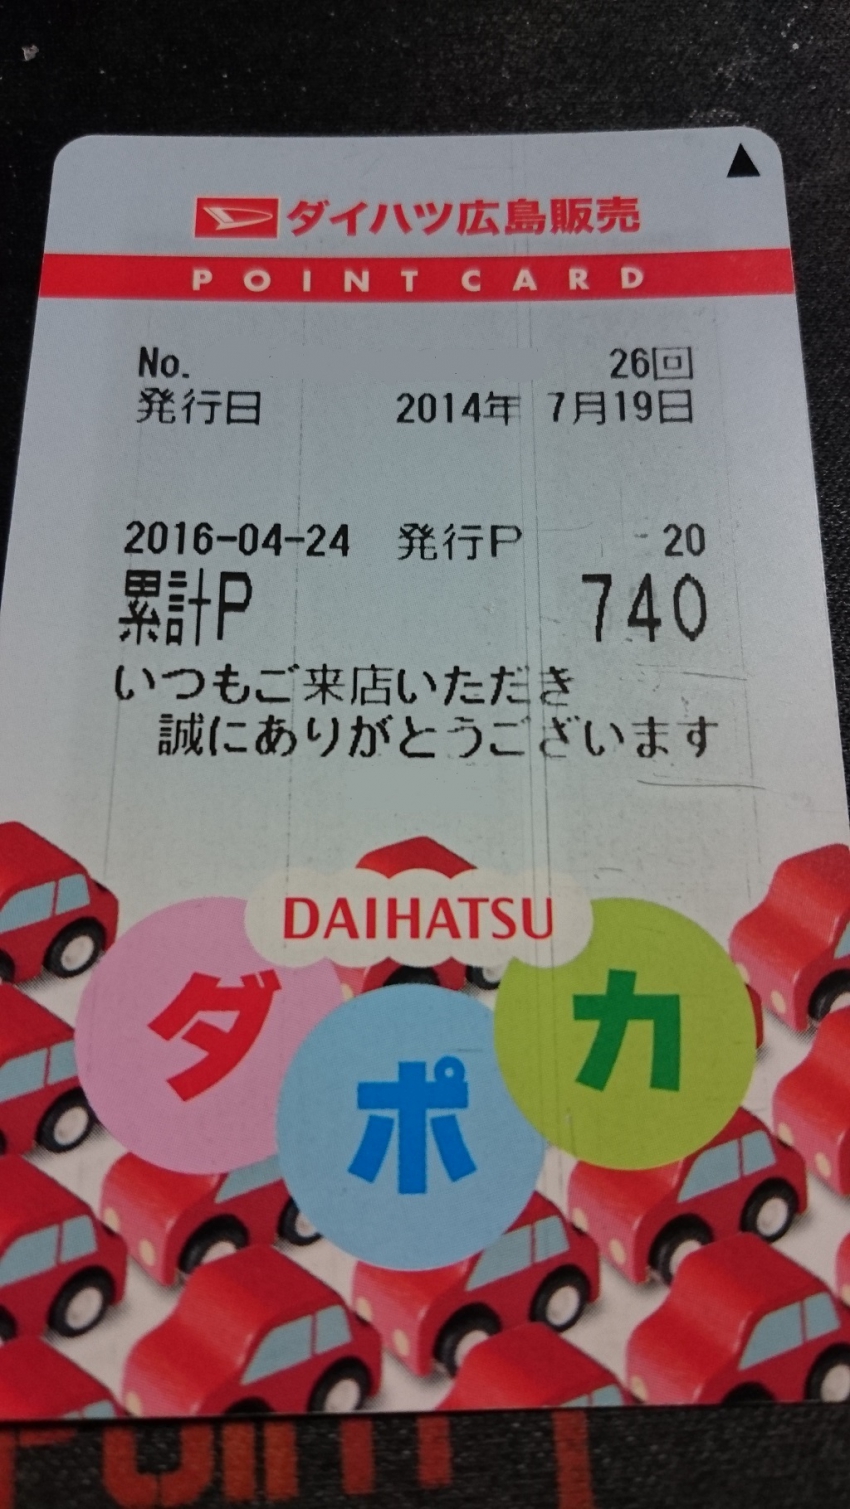 ダイハツ広島販売
POINT CARD
No. 26回
発行日 2014年 7月19日
2016-04-24 発行P 20
累計P 740
いつもご来店いただき
誠にありがとうございます
DAIHATSU
ダポカ